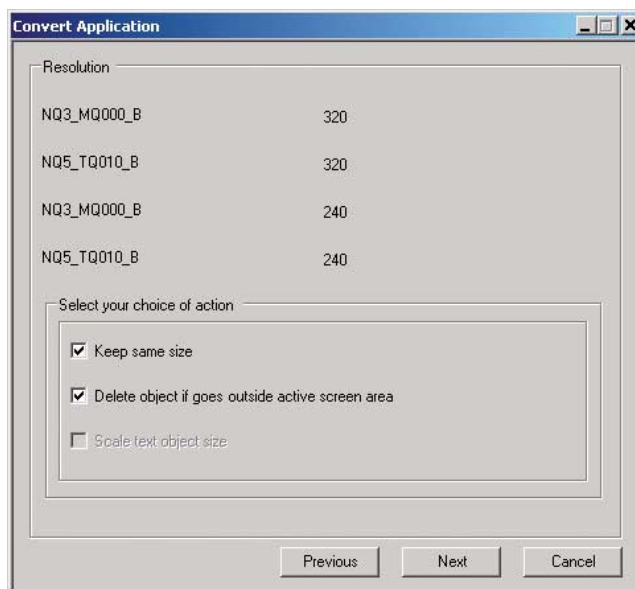 Convert Application
Resolution
NQ3_MQ000_B 320
NQ5_TQ010_B 320
NQ3_MQ000_B 240
NQ5_TQ010_B 240
Select your choice of action
Keep same size
Delete object if goes outside active screen area
Scale text object size
Previous Next Cancel